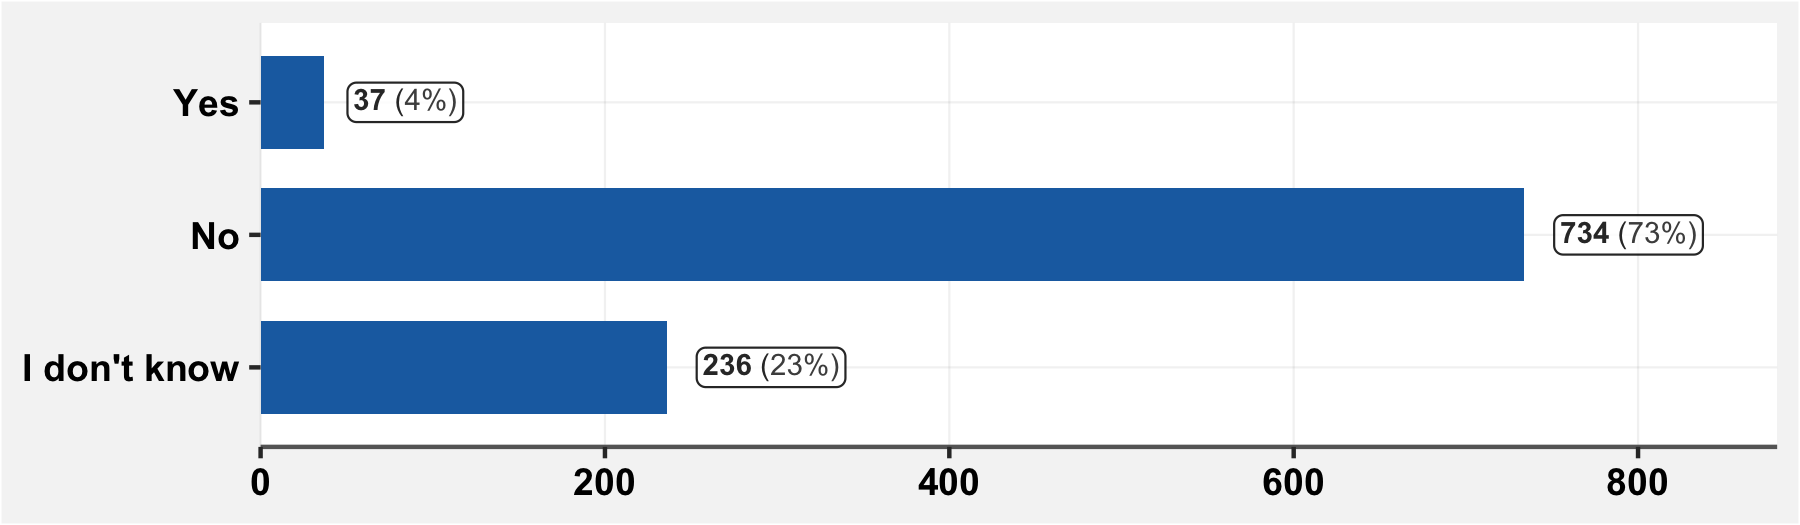 Yes 37 (4%)
No 734 (73%)
I don't know 236 (23%)
0 200 400 600 800